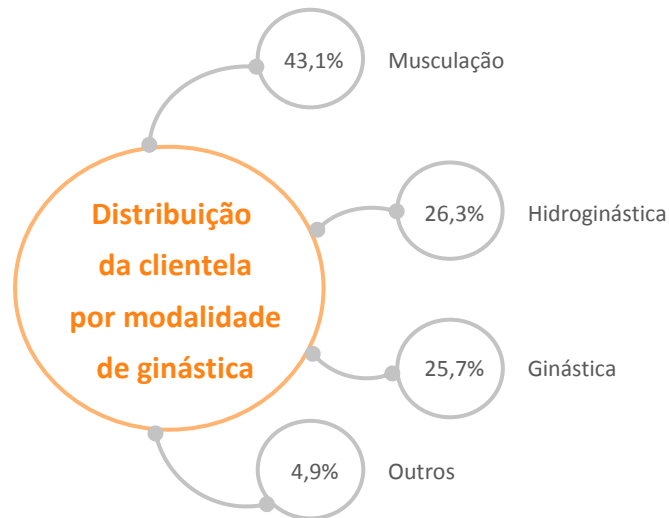 43,1% Musculação
Distribuição
da clientela
por modalidade
de ginástica
26,3% Hidroginástica
25,7% Ginástica
4,9% Outros